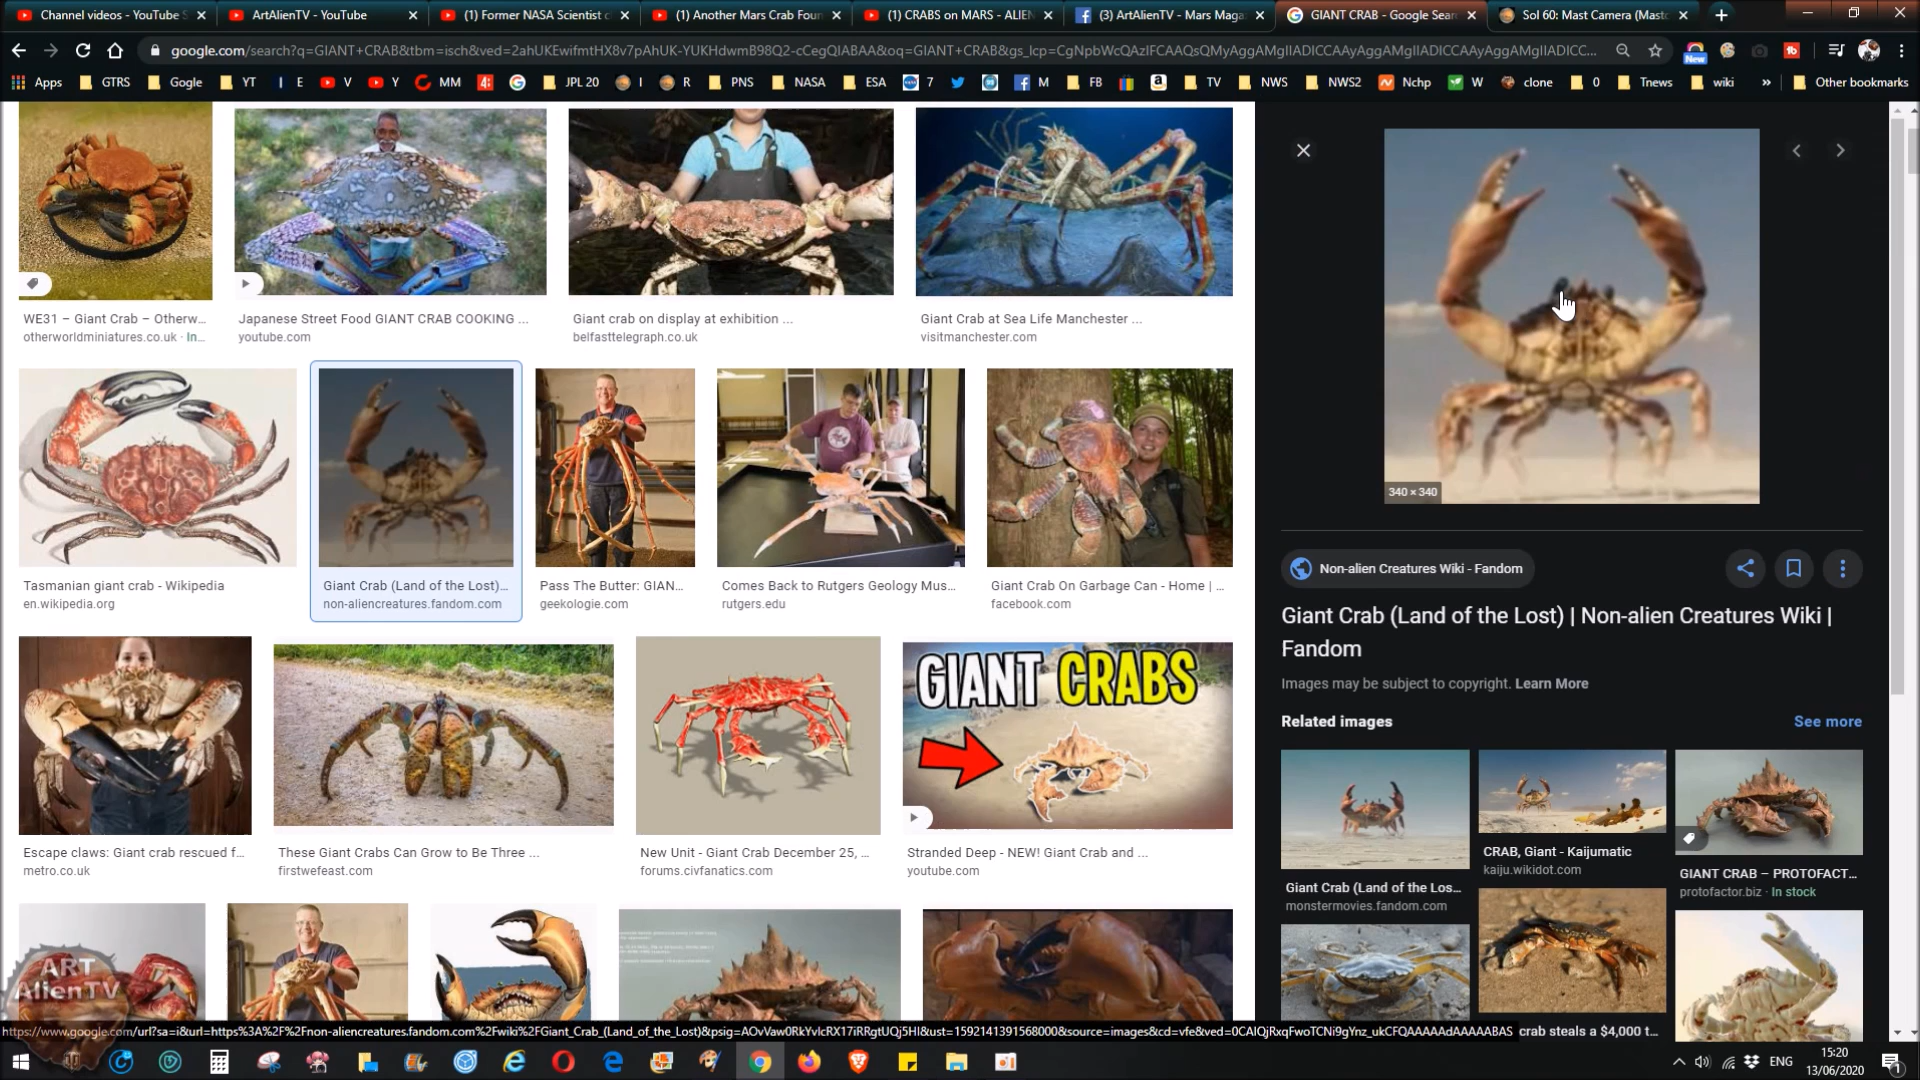 Channel videos - YouTube S
ArtAlienTV - YouTube
(1) Former NASA Scientist c
(1) Another Mars Crab Foun
(1) CRABS on MARS - ALIEN
(3) ArtAlienTV - Mars Maga
GIANT CRAB - Google Sear
Sol 60: Mast Camera (Mastc
google.com/search?q=GIANT+CRAB&tbm=isch&ved=2ahUKEwifmtHX8v7pAhUK-YUKHdwmB98Q2-cCegQIABAA&oq=GIANT+CRAB&gs_lcp=CgNpbWcQAzIFCAAQsQMyAggAMgIIADICCAAyAggAMgIIADICCAAyAggAMgIIADICC...
New
Apps GTRS Google YT I E V Y MM JPL 20 I R PNS NASA ESA 7 M FB TV NWS NWS2 Nchp W clone 0 Tnews wiki » Other bookmarks
WE31 – Giant Crab – Otherw...
otherworldminiatures.co.uk · In...
Japanese Street Food GIANT CRAB COOKING ...
youtube.com
Giant crab on display at exhibition ...
belfasttelegraph.co.uk
Giant Crab at Sea Life Manchester ...
visitmanchester.com
Tasmanian giant crab - Wikipedia
en.wikipedia.org
Giant Crab (Land of the Lost)...
non-aliencreatures.fandom.com
Pass The Butter: GIAN...
geekologie.com
Comes Back to Rutgers Geology Mus...
rutgers.edu
Giant Crab On Garbage Can - Home | ...
facebook.com
GIANT CRABS
Escape claws: Giant crab rescued f...
metro.co.uk
These Giant Crabs Can Grow to Be Three ...
firstwefeast.com
New Unit - Giant Crab December 25, ...
forums.civfanatics.com
Stranded Deep - NEW! Giant Crab and ...
youtube.com
340 × 340
Non-alien Creatures Wiki - Fandom
Giant Crab (Land of the Lost) | Non-alien Creatures Wiki |
Fandom
Images may be subject to copyright. Learn More
Related images
See more
Giant Crab (Land of the Los...
monstermovies.fandom.com
CRAB, Giant - Kaijumatic
kaiju.wikidot.com
GIANT CRAB – PROTOFACT...
protofactor.biz · In stock
crab steals a $4,000 t...
ART
AlienTV
https://www.google.com/url?sa=i&url=https%3A%2F%2Fnon-aliencreatures.fandom.com%2Fwiki%2FGiant_Crab_(Land_of_the_Lost)&psig=AOvVaw0RkYvlcRX17iRRgtUQj5HI&ust=1592141391568000&source=images&cd=vfe&ved=0CAIQjRxqFwoTCNi9gYnz_ukCFQAAAAAdAAAAABAS
ENG
15:20
13/06/2020
1